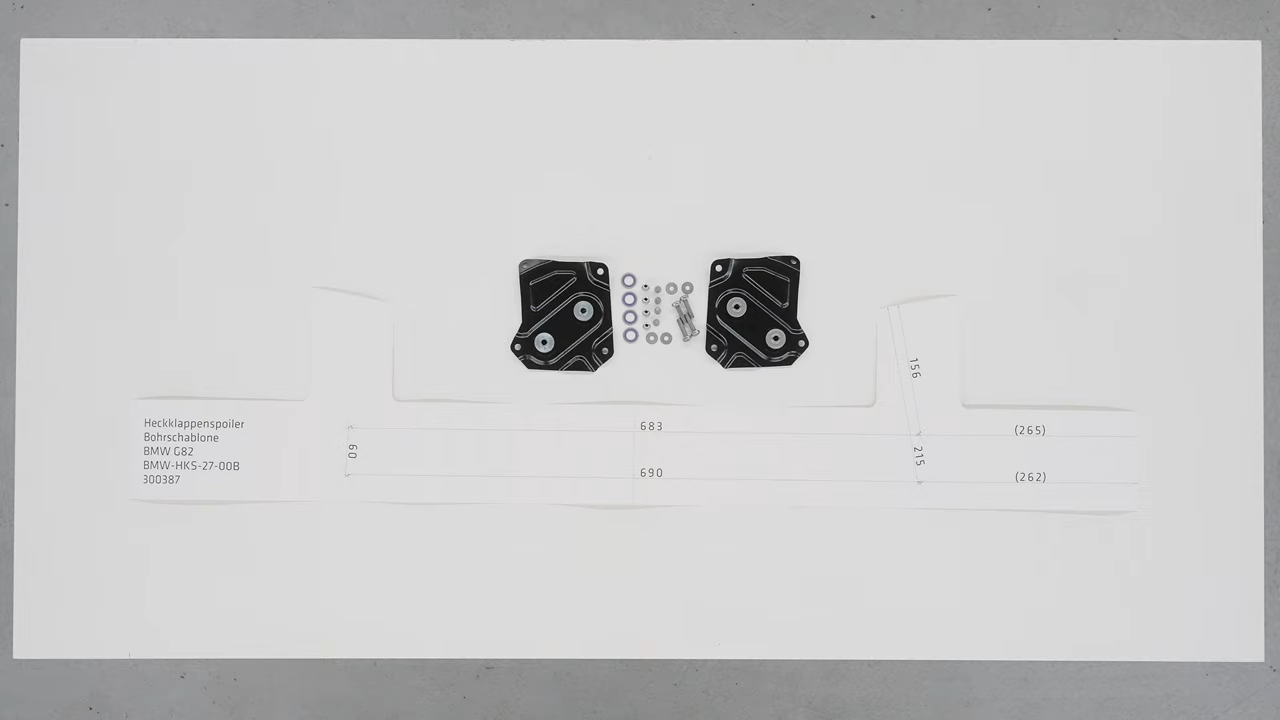 Heckklappenspoiler
Bohrschablone
BMW G82
BMW-HKS-27-00B
300387
60
683
690
156
215
(265)
(262)